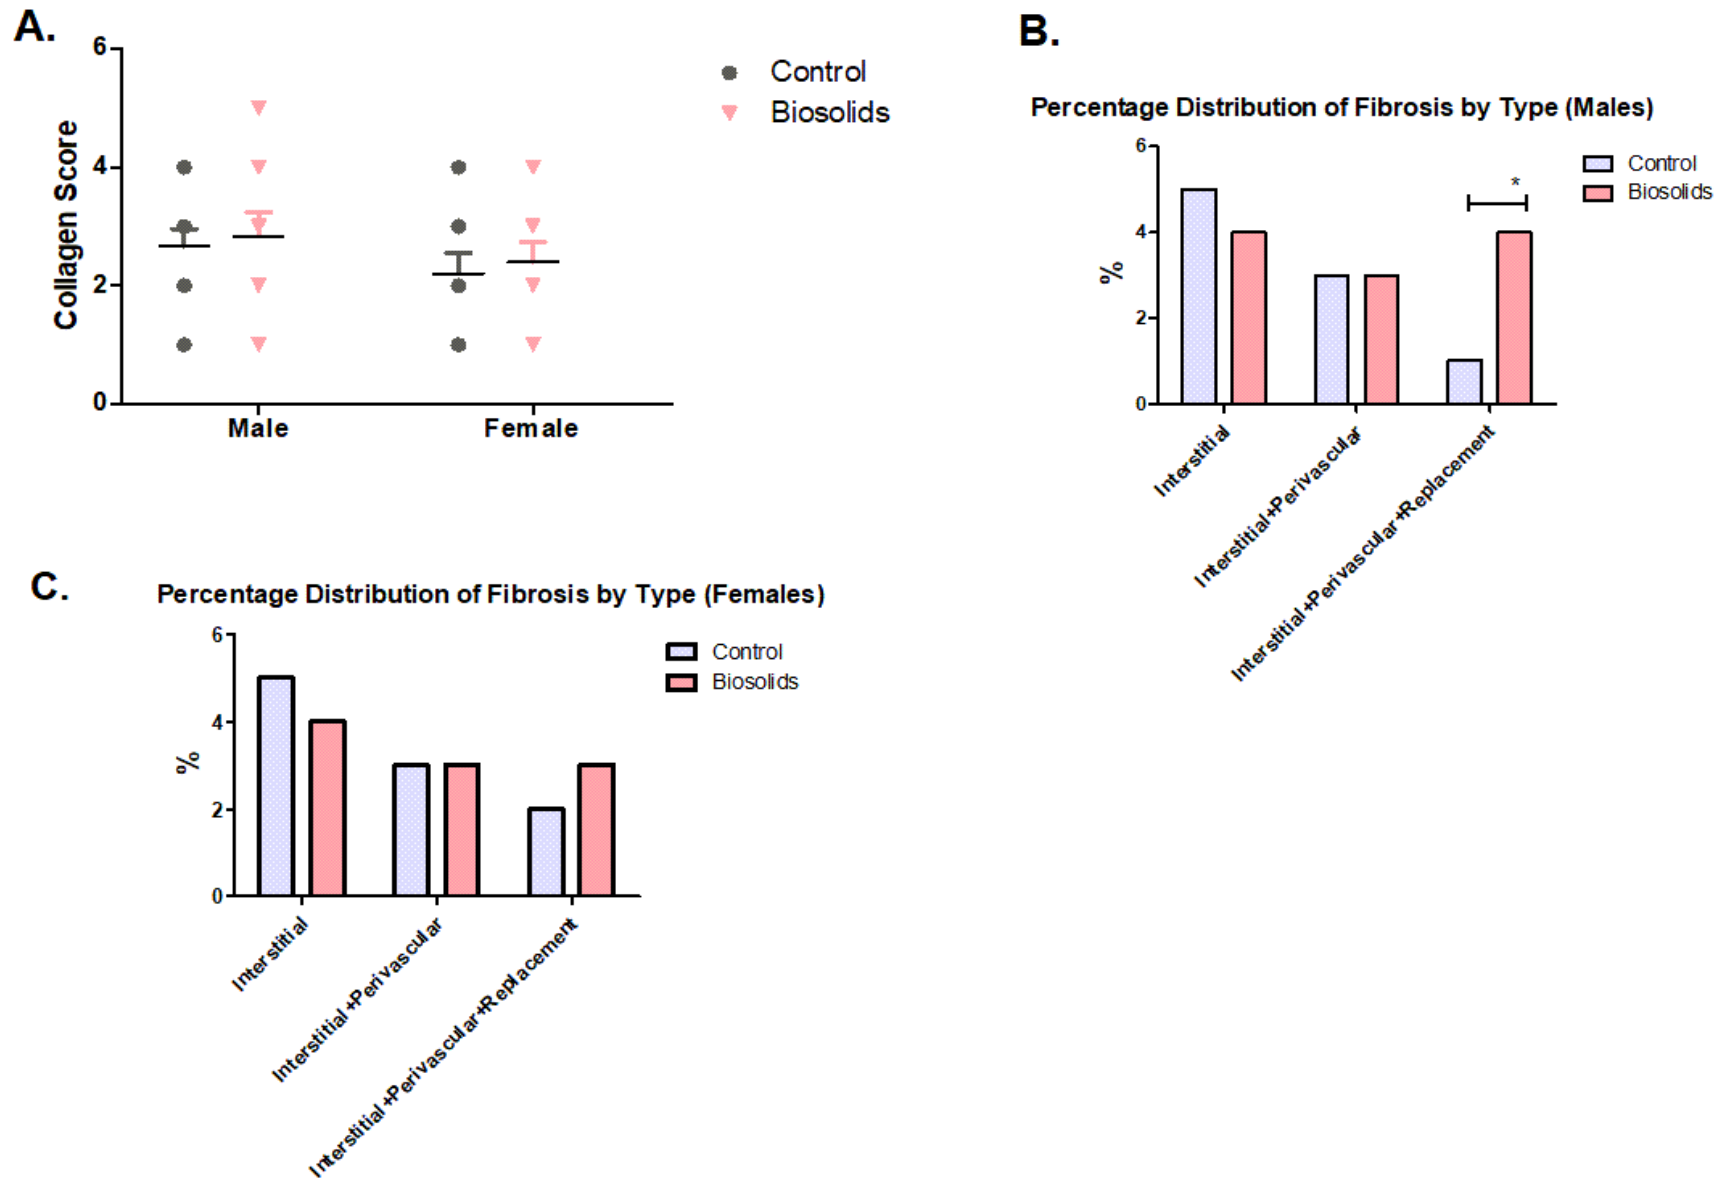 A.
6
4
2
0
Collagen Score
Male
Female
Control
Biosolids
B.
Percentage Distribution of Fibrosis by Type (Males)
6
4
2
0
%
*
Control
Biosolids
Interstitial
Interstitial+Perivascular
Interstitial+Perivascular+Replacement
C.
Percentage Distribution of Fibrosis by Type (Females)
6
4
2
0
%
Control
Biosolids
Interstitial
Interstitial+Perivascular
Interstitial+Perivascular+Replacement